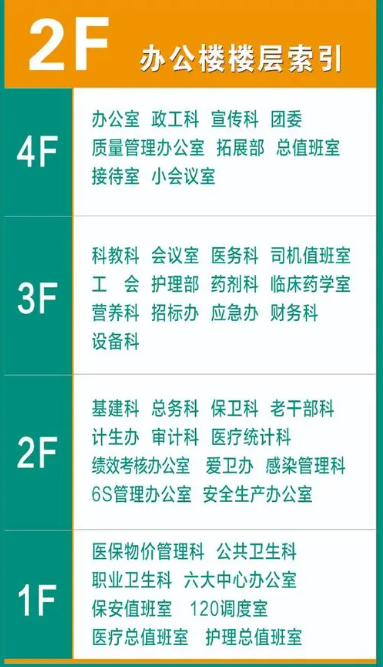 2F 办公楼楼层索引
4F
办公室 政工科 宣传科 团委
质量管理办公室 拓展部 总值班室
接待室 小会议室
3F
科教科 会议室 医务科 司机值班室
工 会 护理部 药剂科 临床药学室
营养科 招标办 应急办 财务科
设备科
2F
基建科 总务科 保卫科 老干部科
计生办 审计科 医疗统计科
绩效考核办公室 爱卫办 感染管理科
6S管理办公室 安全生产办公室
1F
医保物价管理科 公共卫生科
职业卫生科 六大中心办公室
保安值班室 120调度室
医疗总值班室 护理总值班室